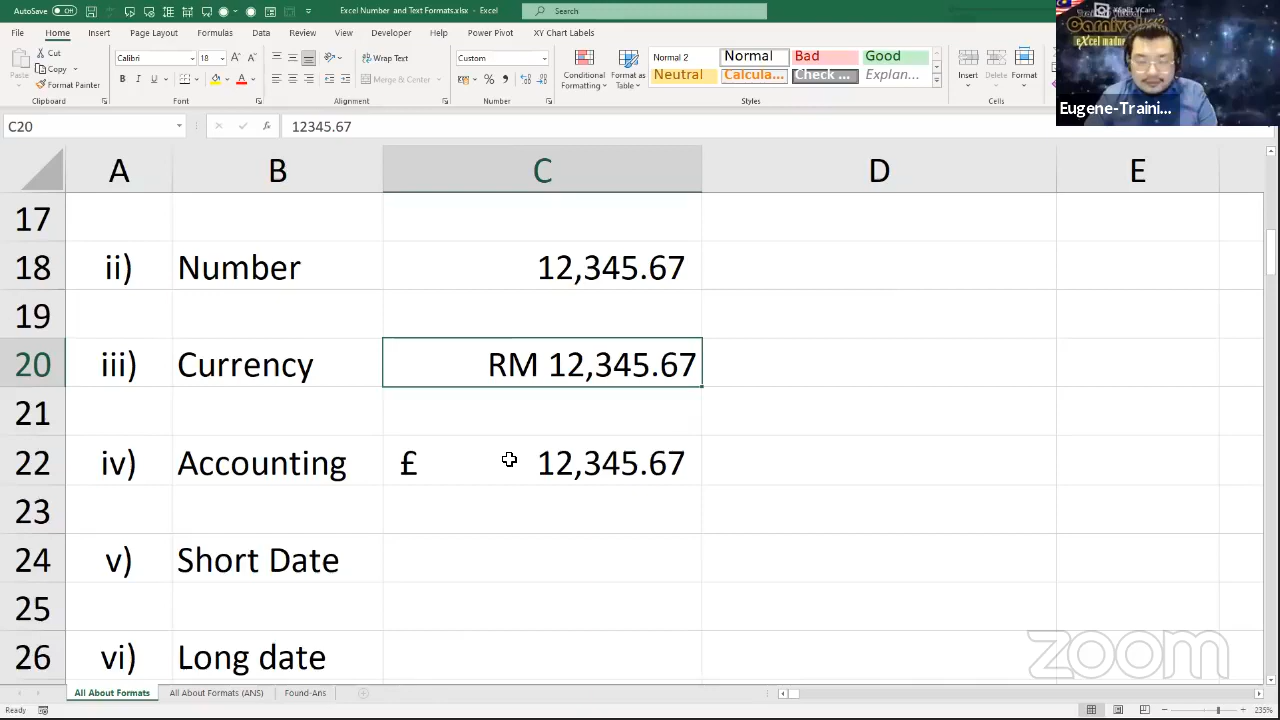 AutoSave Off
Excel Number and Text Formats.xlsx - Excel
Search
File Home Insert Page Layout Formulas Data Review View Developer Help Power Pivot XY Chart Labels
Cut
Copy
Format Painter
Paste
Clipboard
Calibri 18
B I U
Font
Wrap Text
Merge & Center
Alignment
Custom
Number
Conditional Formatting
Format as Table
Normal 2 Normal Bad Good
Neutral Calcula... Check ... Explan...
Styles
Insert Delete Format
Cells
Carnival
Eugene-Traini...
C20 fx 12345.67
A B C D E
17
18 ii) Number 12,345.67
19
20 iii) Currency RM 12,345.67
21
22 iv) Accounting £ 12,345.67
23
24 v) Short Date
25
26 vi) Long date
zoom
All About Formats All About Formats (ANS) Found-Ans
Ready 235%